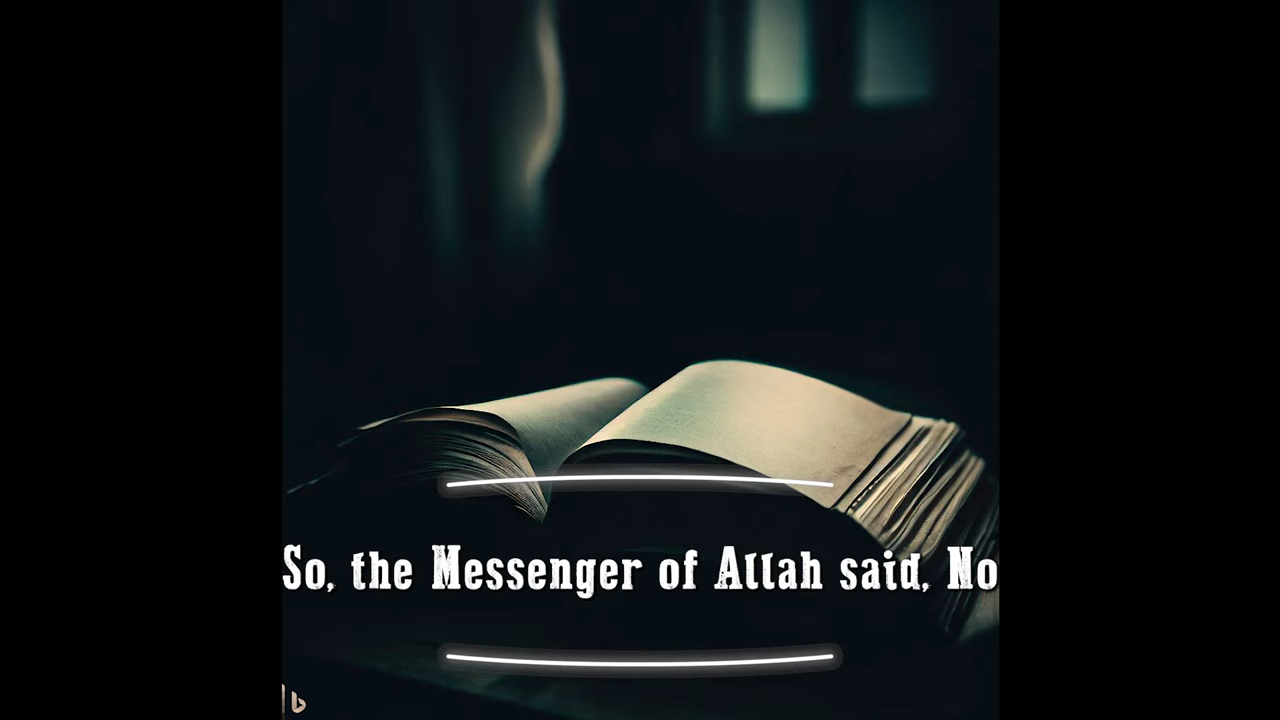 So, the Messenger of Allah said, No